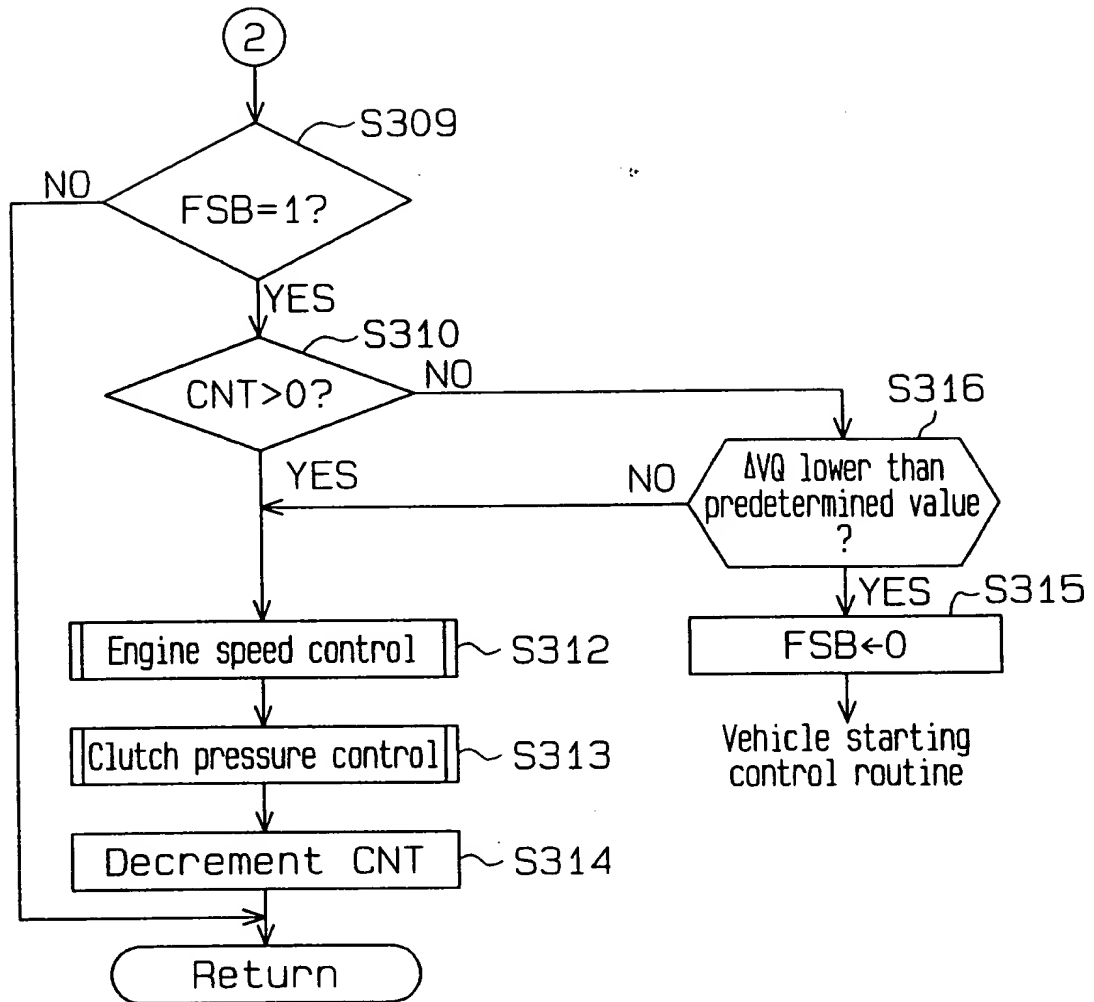 2
S309
NO
FSB=1?
YES
S310
CNT>0?
NO
S316
YES
NO
ΔVQ lower than
predetermined value
?
YES
S315
Engine speed control
S312
FSB←0
Clutch pressure control
S313
Vehicle starting
control routine
Decrement CNT
S314
Return